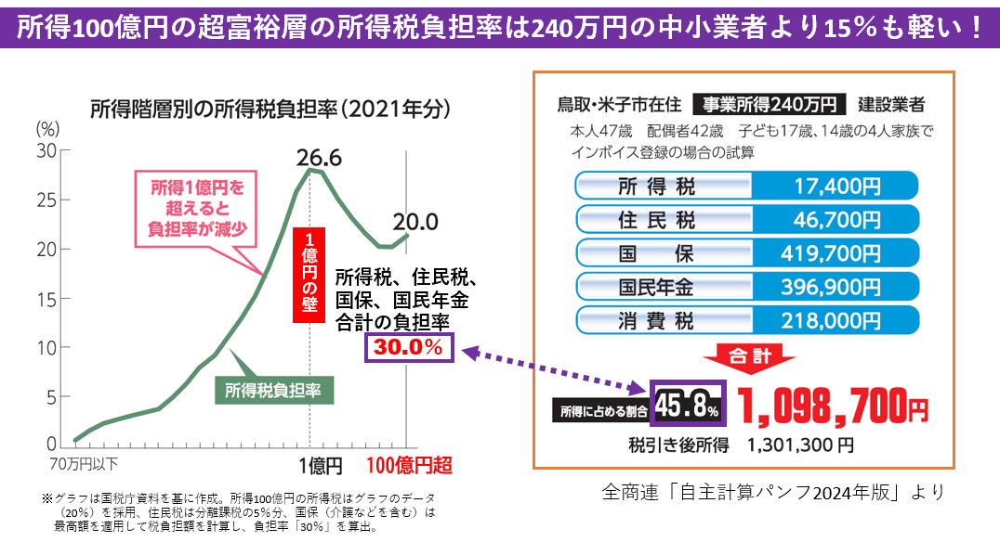 所得100億円の超富裕層の所得税負担率は240万円の中小業者より15%も軽い！
所得階層別の所得税負担率（2021年分）
(%)
30
25
20
15
10
5
0
26.6
20.0
所得1億円を
超えると
負担率が減少
1億円の壁
所得税、住民税、
国保、国民年金
合計の負担率
30.0%
所得税負担率
70万円以下
1億円
100億円超
※グラフは国税庁資料を基に作成。所得100億円の所得税はグラフのデータ
（20%）を採用、住民税は分離課税の5%分、国保（介護などを含む）は
最高額を適用して税負担額を計算し、負担率「30%」を算出。
鳥取・米子市在住 事業所得240万円 建設業者
本人47歳 配偶者42歳 子ども17歳、14歳の4人家族で
インボイス登録の場合の試算
所得税 17,400円
住民税 46,700円
国保 419,700円
国民年金 396,900円
消費税 218,000円
合計
所得に占める割合 45.8% 1,098,700円
税引き後所得 1,301,300円
全商連「自主計算パンフ2024年版」より